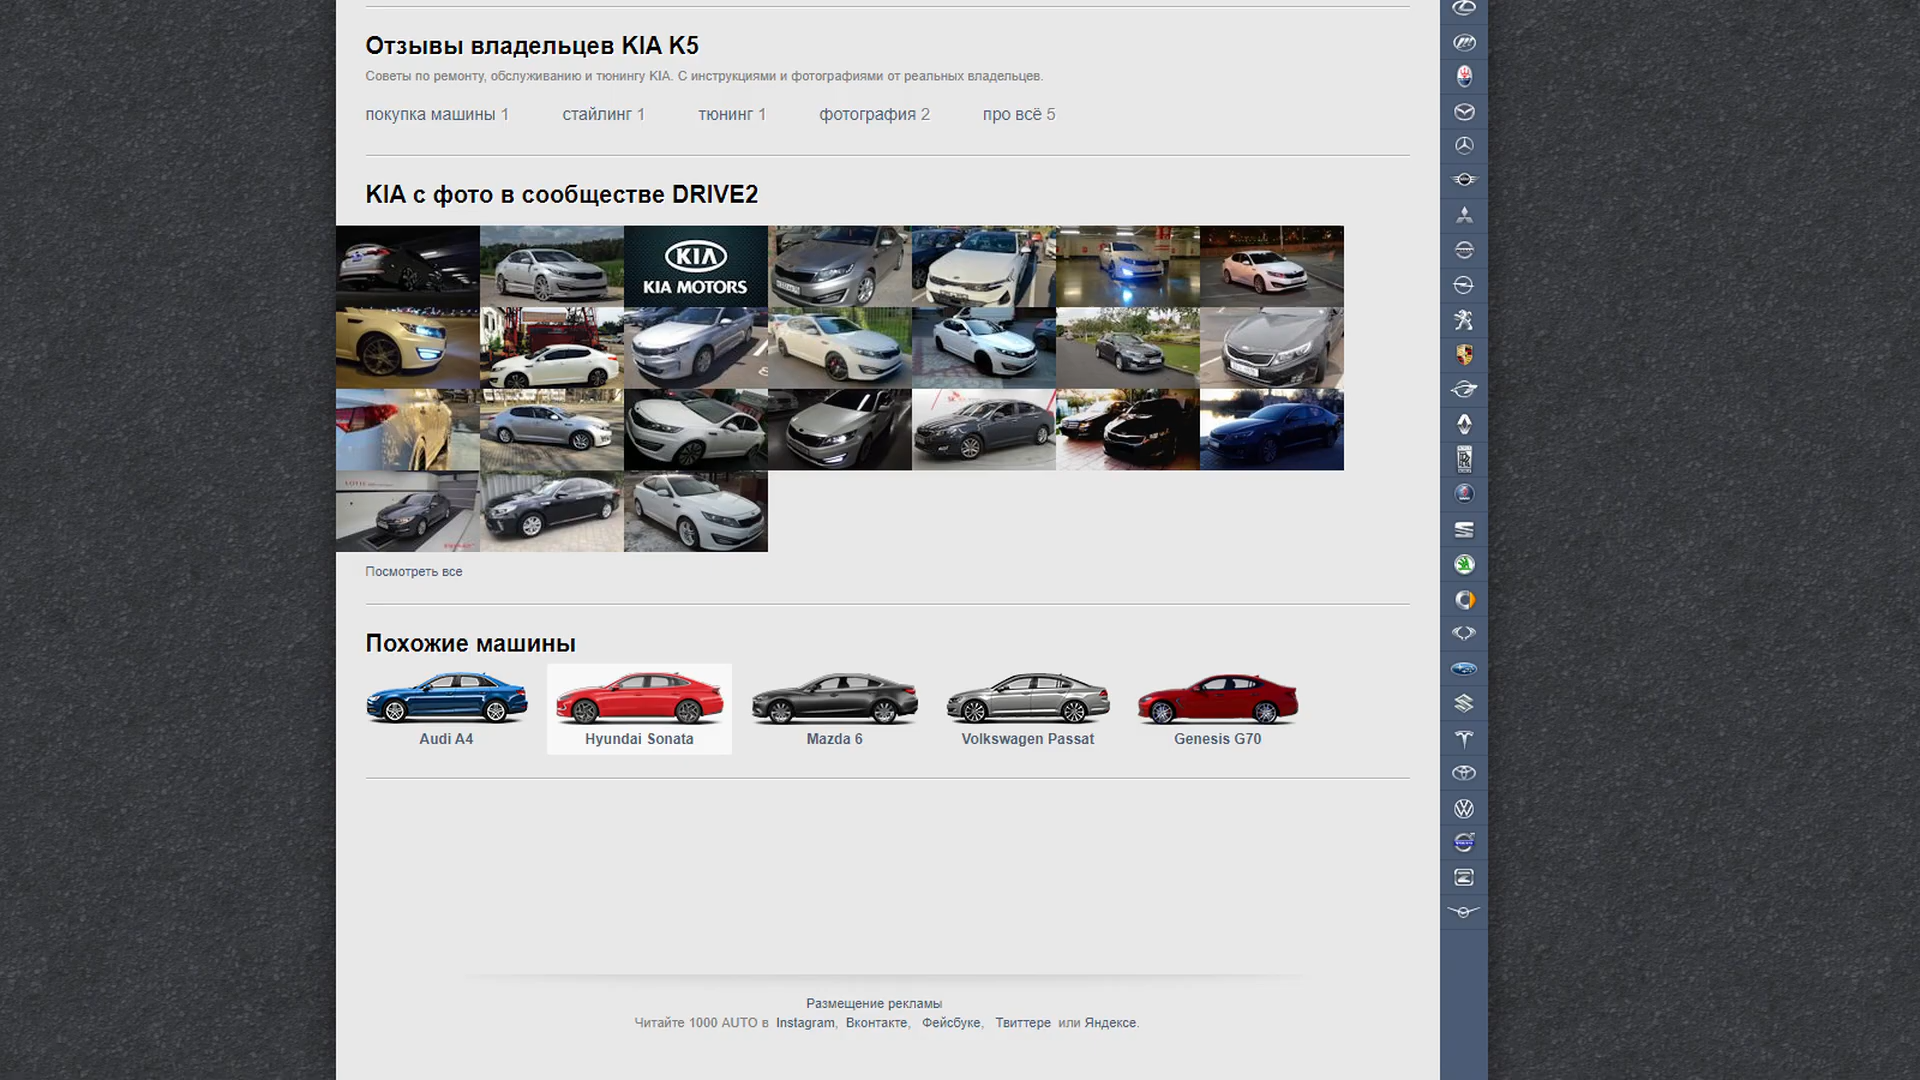 Отзывы владельцев KIA K5
Советы по ремонту, обслуживанию и тюнингу KIA. С инструкциями и фотографиями от реальных владельцев.
покупка машины 1 стайлинг 1 тюнинг 1 фотография 2 про всё 5
KIA с фото в сообществе DRIVE2
KIA
KIA MOTORS
Посмотреть все
Похожие машины
Audi A4 Hyundai Sonata Mazda 6 Volkswagen Passat Genesis G70
Размещение рекламы
Читайте 1000 AUTO в Instagram, Вконтакте, Фейсбуке, Твиттере или Яндексе.